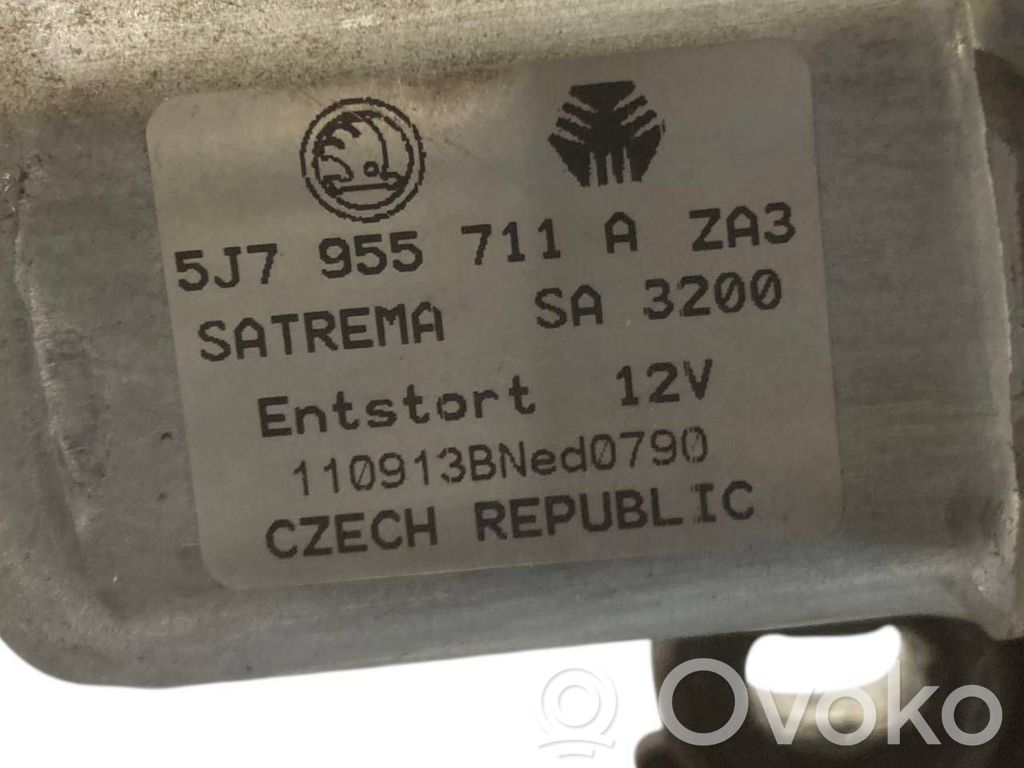 5J7 955 711 A ZA3
SATREMA SA 3200
Entstort 12V
110913BNed0790
CZECH REPUBLIC
Ovoko